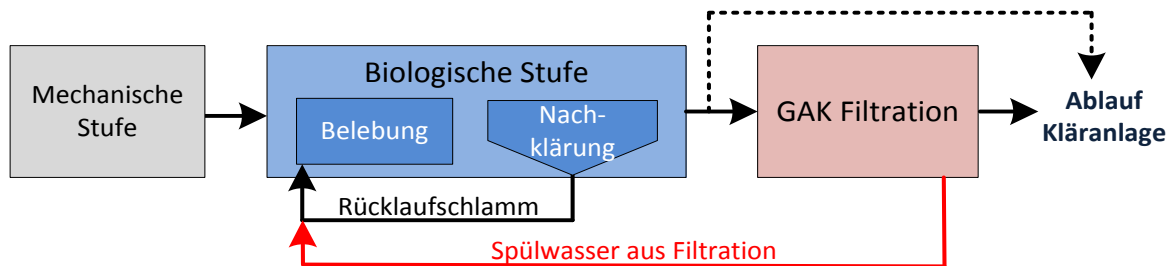 Mechanische
Stufe
Biologische Stufe
Belebung
Nach-
klärung
GAK Filtration
Ablauf
Kläranlage
Rücklaufschlamm
Spülwasser aus Filtration